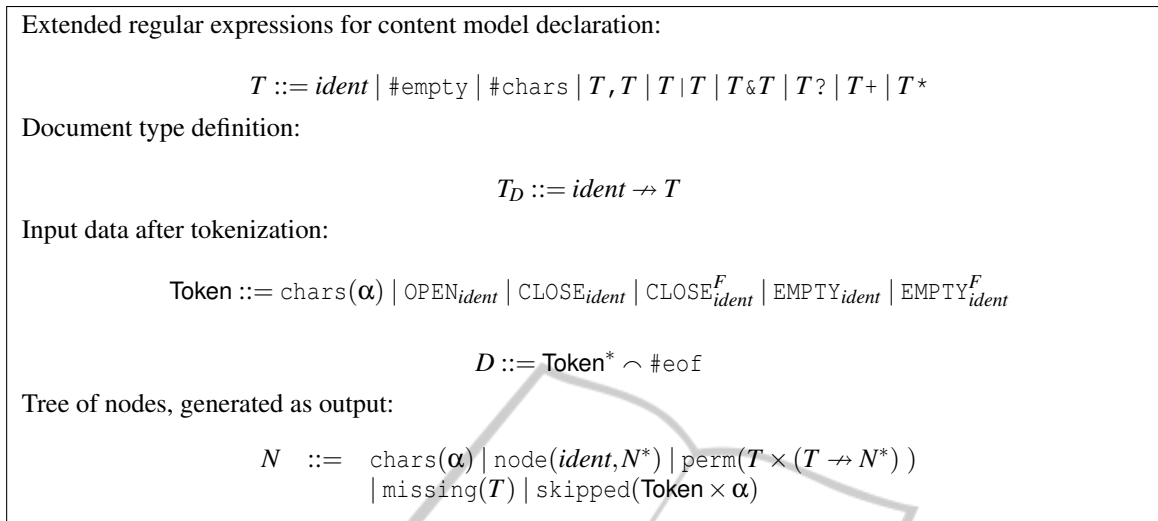 Extended regular expressions for content model declaration:
T ::= ident | #empty | #chars | T , T | T | T | T & T | T ? | T + | T *
Document type definition:
T_D ::= ident ⇸ T
Input data after tokenization:
Token ::= chars(α) | OPEN_ident | CLOSE_ident | CLOSE^F_ident | EMPTY_ident | EMPTY^F_ident
D ::= Token* ⌢ #eof
Tree of nodes, generated as output:
N ::= chars(α) | node(ident, N*) | perm(T × (T ⇸ N*) )
| missing(T) | skipped(Token × α)